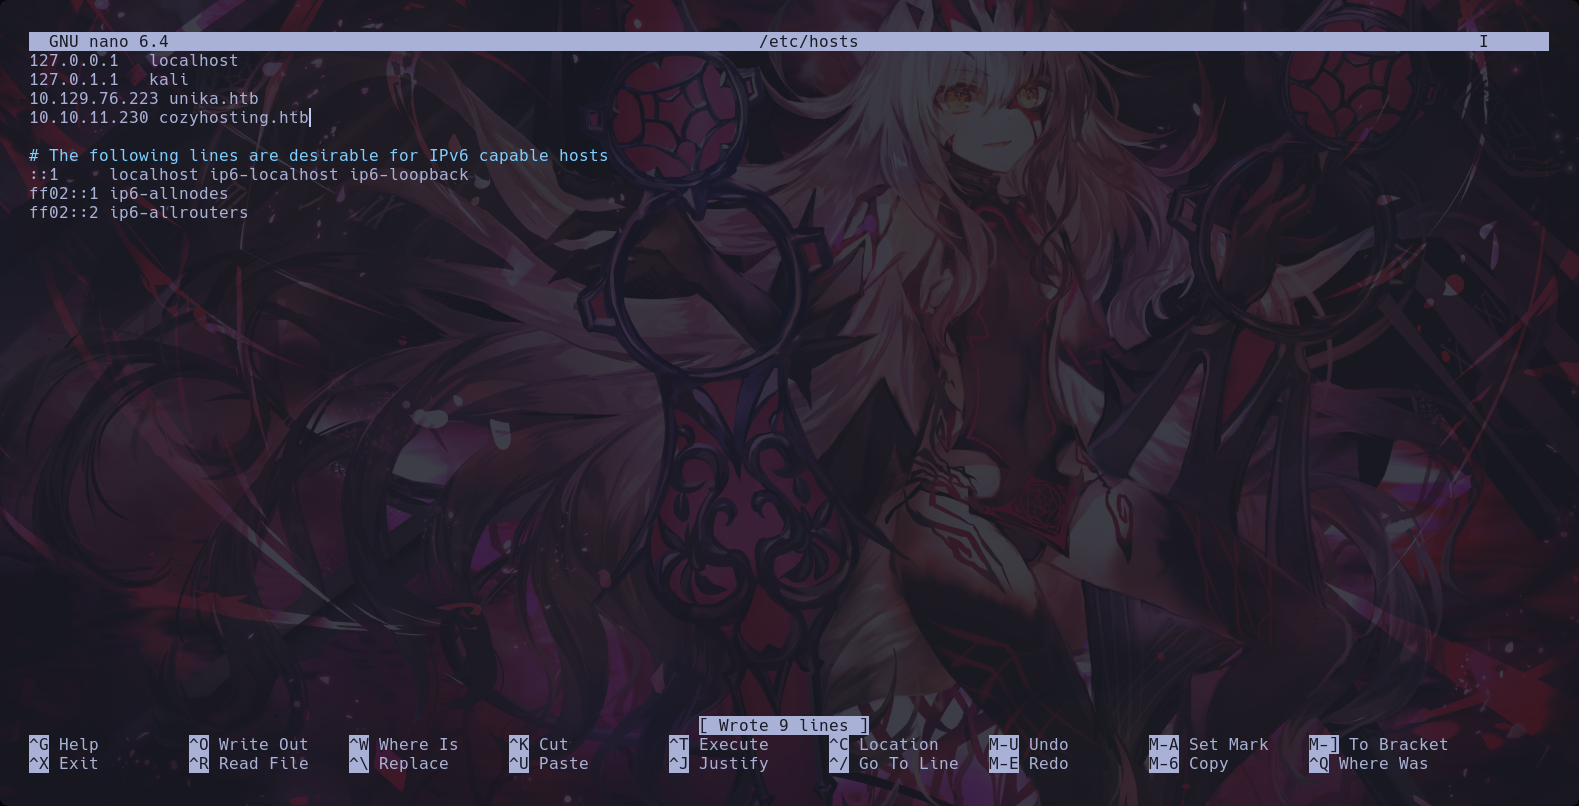 GNU nano 6.4 /etc/hosts I
127.0.0.1 localhost
127.0.1.1 kali
10.129.76.223 unika.htb
10.10.11.230 cozyhosting.htb
# The following lines are desirable for IPv6 capable hosts
::1 localhost ip6-localhost ip6-loopback
ff02::1 ip6-allnodes
ff02::2 ip6-allrouters
[ Wrote 9 lines ]
^G Help ^O Write Out ^W Where Is ^K Cut ^T Execute ^C Location M-U Undo M-A Set Mark M-] To Bracket
^X Exit ^R Read File ^\ Replace ^U Paste ^J Justify ^/ Go To Line M-E Redo M-6 Copy ^Q Where Was